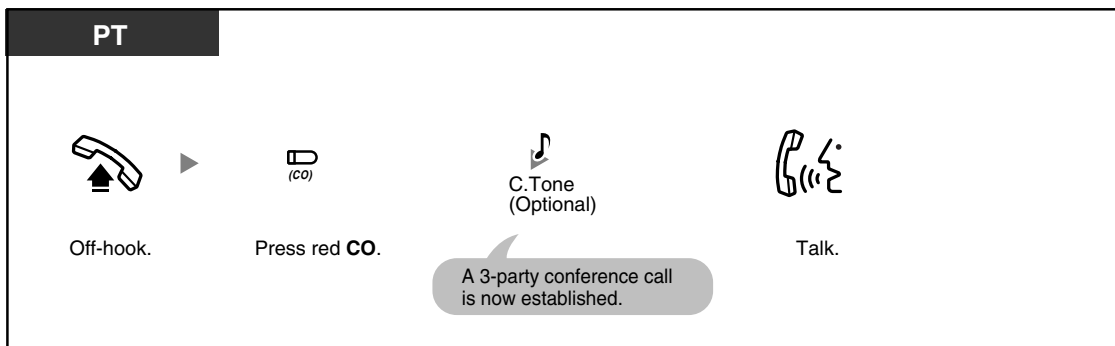 PT
(CO)
C.Tone
(Optional)
Off-hook.
Press red CO.
A 3-party conference call
is now established.
Talk.